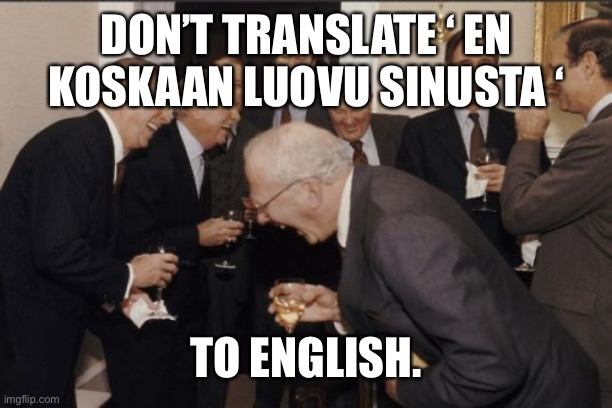 DON'T TRANSLATE ‘ EN
KOSKAAN LUOVU SINUSTA ‘
TO ENGLISH.
imgflip.com